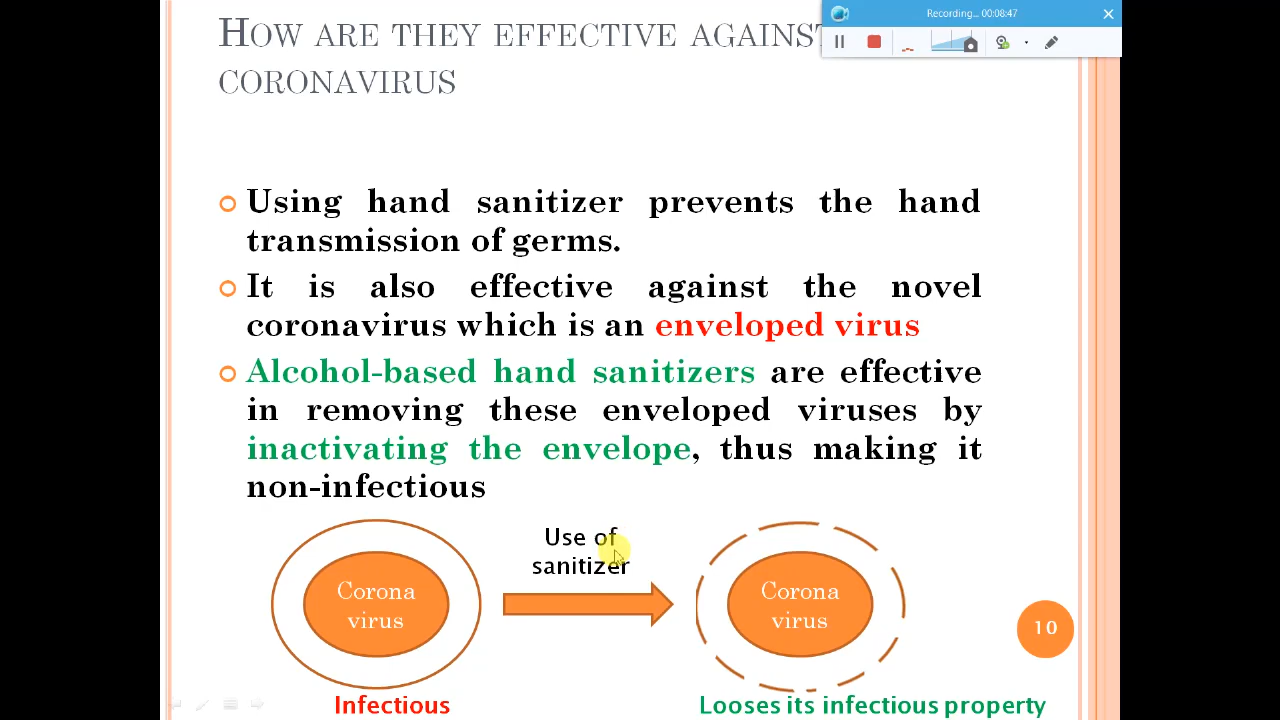 Recording... 00:08:47
HOW ARE THEY EFFECTIVE AGAINST
CORONAVIRUS
Using hand sanitizer prevents the hand
transmission of germs.
It is also effective against the novel
coronavirus which is an enveloped virus
Alcohol-based hand sanitizers are effective
in removing these enveloped viruses by
inactivating the envelope, thus making it
non-infectious
Use of
sanitizer
Corona
virus
Corona
virus
10
Infectious
Looses its infectious property